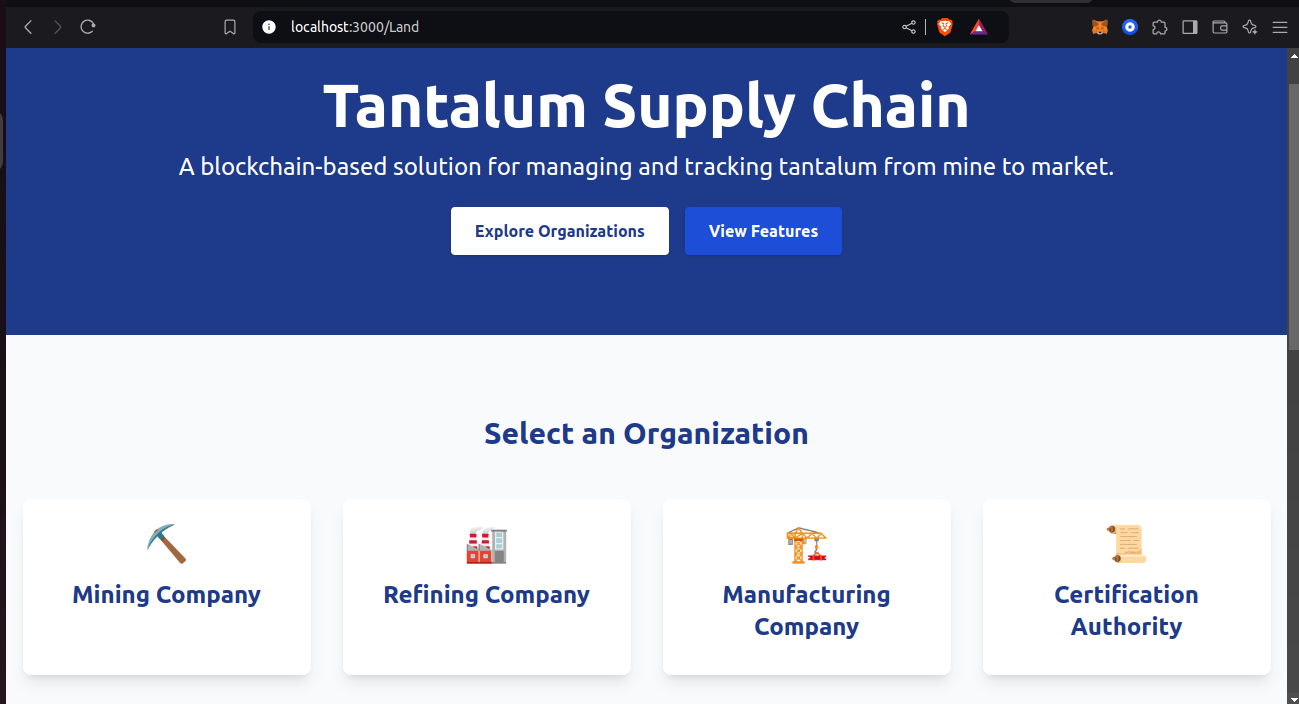 localhost:3000/Land
Tantalum Supply Chain
A blockchain-based solution for managing and tracking tantalum from mine to market.
Explore Organizations
View Features
Select an Organization
Mining Company
Refining Company
Manufacturing
Company
Certification
Authority